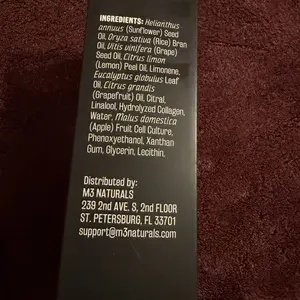 INGREDIENTS: Helianthus
annuus (Sunflower) Seed
Oil, Oryza sativa (Rice) Bran
Oil, Vitis vinifera (Grape)
Seed Oil, Citrus limon
(Lemon) Peel Oil, Limonene,
Eucalyptus globulus Leaf
Oil, Citrus grandis
(Grapefruit) Oil, Citral,
Linalool, Hydrolyzed Collagen,
Water, Malus domestica
(Apple) Fruit Cell Culture,
Phenoxyethanol, Xanthan
Gum, Glycerin, Lecithin.
Distributed by:
M3 NATURALS
239 2nd AVE. S, 2nd FLOOR
ST. PETERSBURG, FL 33701
support@m3naturals.com